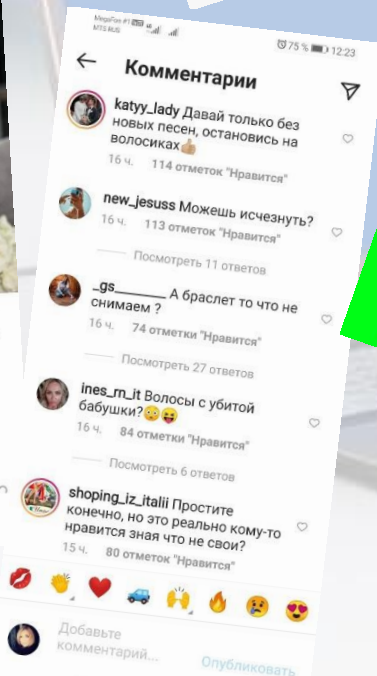 MegaFon #1
MTS RUS
75 % 12:23
Комментарии
katyy_lady Давай только без
новых песен, остановись на
волосиках👍🏼
16 ч. 114 отметок "Нравится"
new_jesuss Можешь исчезнуть?
16 ч. 113 отметок "Нравится"
Посмотреть 11 ответов
_gs________ А браслет то что не
снимаем ?
16 ч. 74 отметки "Нравится"
Посмотреть 27 ответов
ines_rn_it Волосы с убитой
бабушки?😳😝
16 ч. 84 отметки "Нравится"
Посмотреть 6 ответов
shoping_iz_italii Простите
конечно, но это реально кому-то
нравится зная что не свои?
15 ч. 80 отметок "Нравится"
Добавьте
комментарий...
Опубликовать